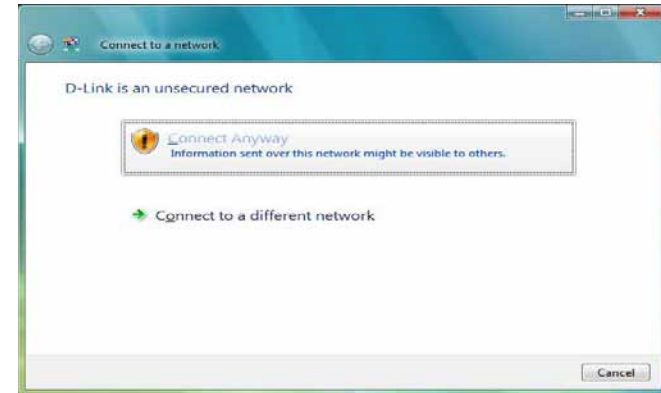 Connect to a network
D-Link is an unsecured network
Connect Anyway
Information sent over this network might be visible to others.
Connect to a different network
Cancel